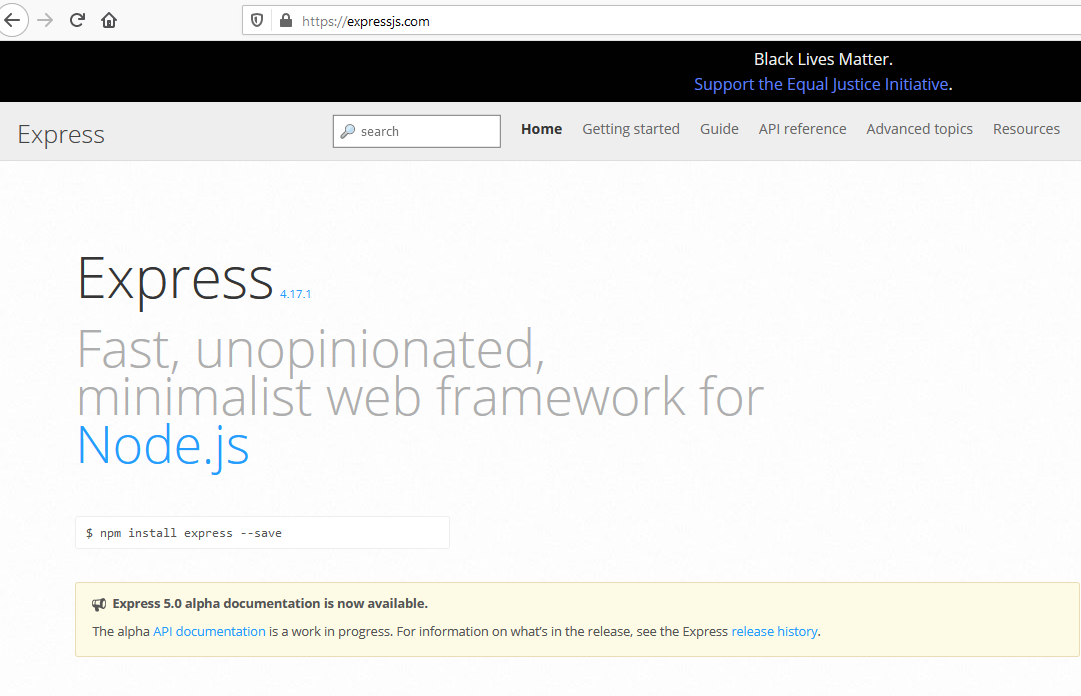 https://expressjs.com
Black Lives Matter.
Support the Equal Justice Initiative.
Express
search
Home
Getting started
Guide
API reference
Advanced topics
Resources
Express 4.17.1
Fast, unopinionated,
minimalist web framework for
Node.js
$ npm install express --save
Express 5.0 alpha documentation is now available.
The alpha API documentation is a work in progress. For information on what’s in the release, see the Express release history.